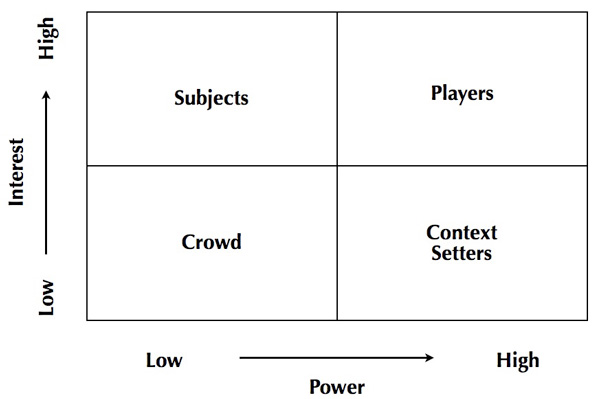 High
Interest
Low
Subjects
Players
Crowd
Context
Setters
Low
High
Power